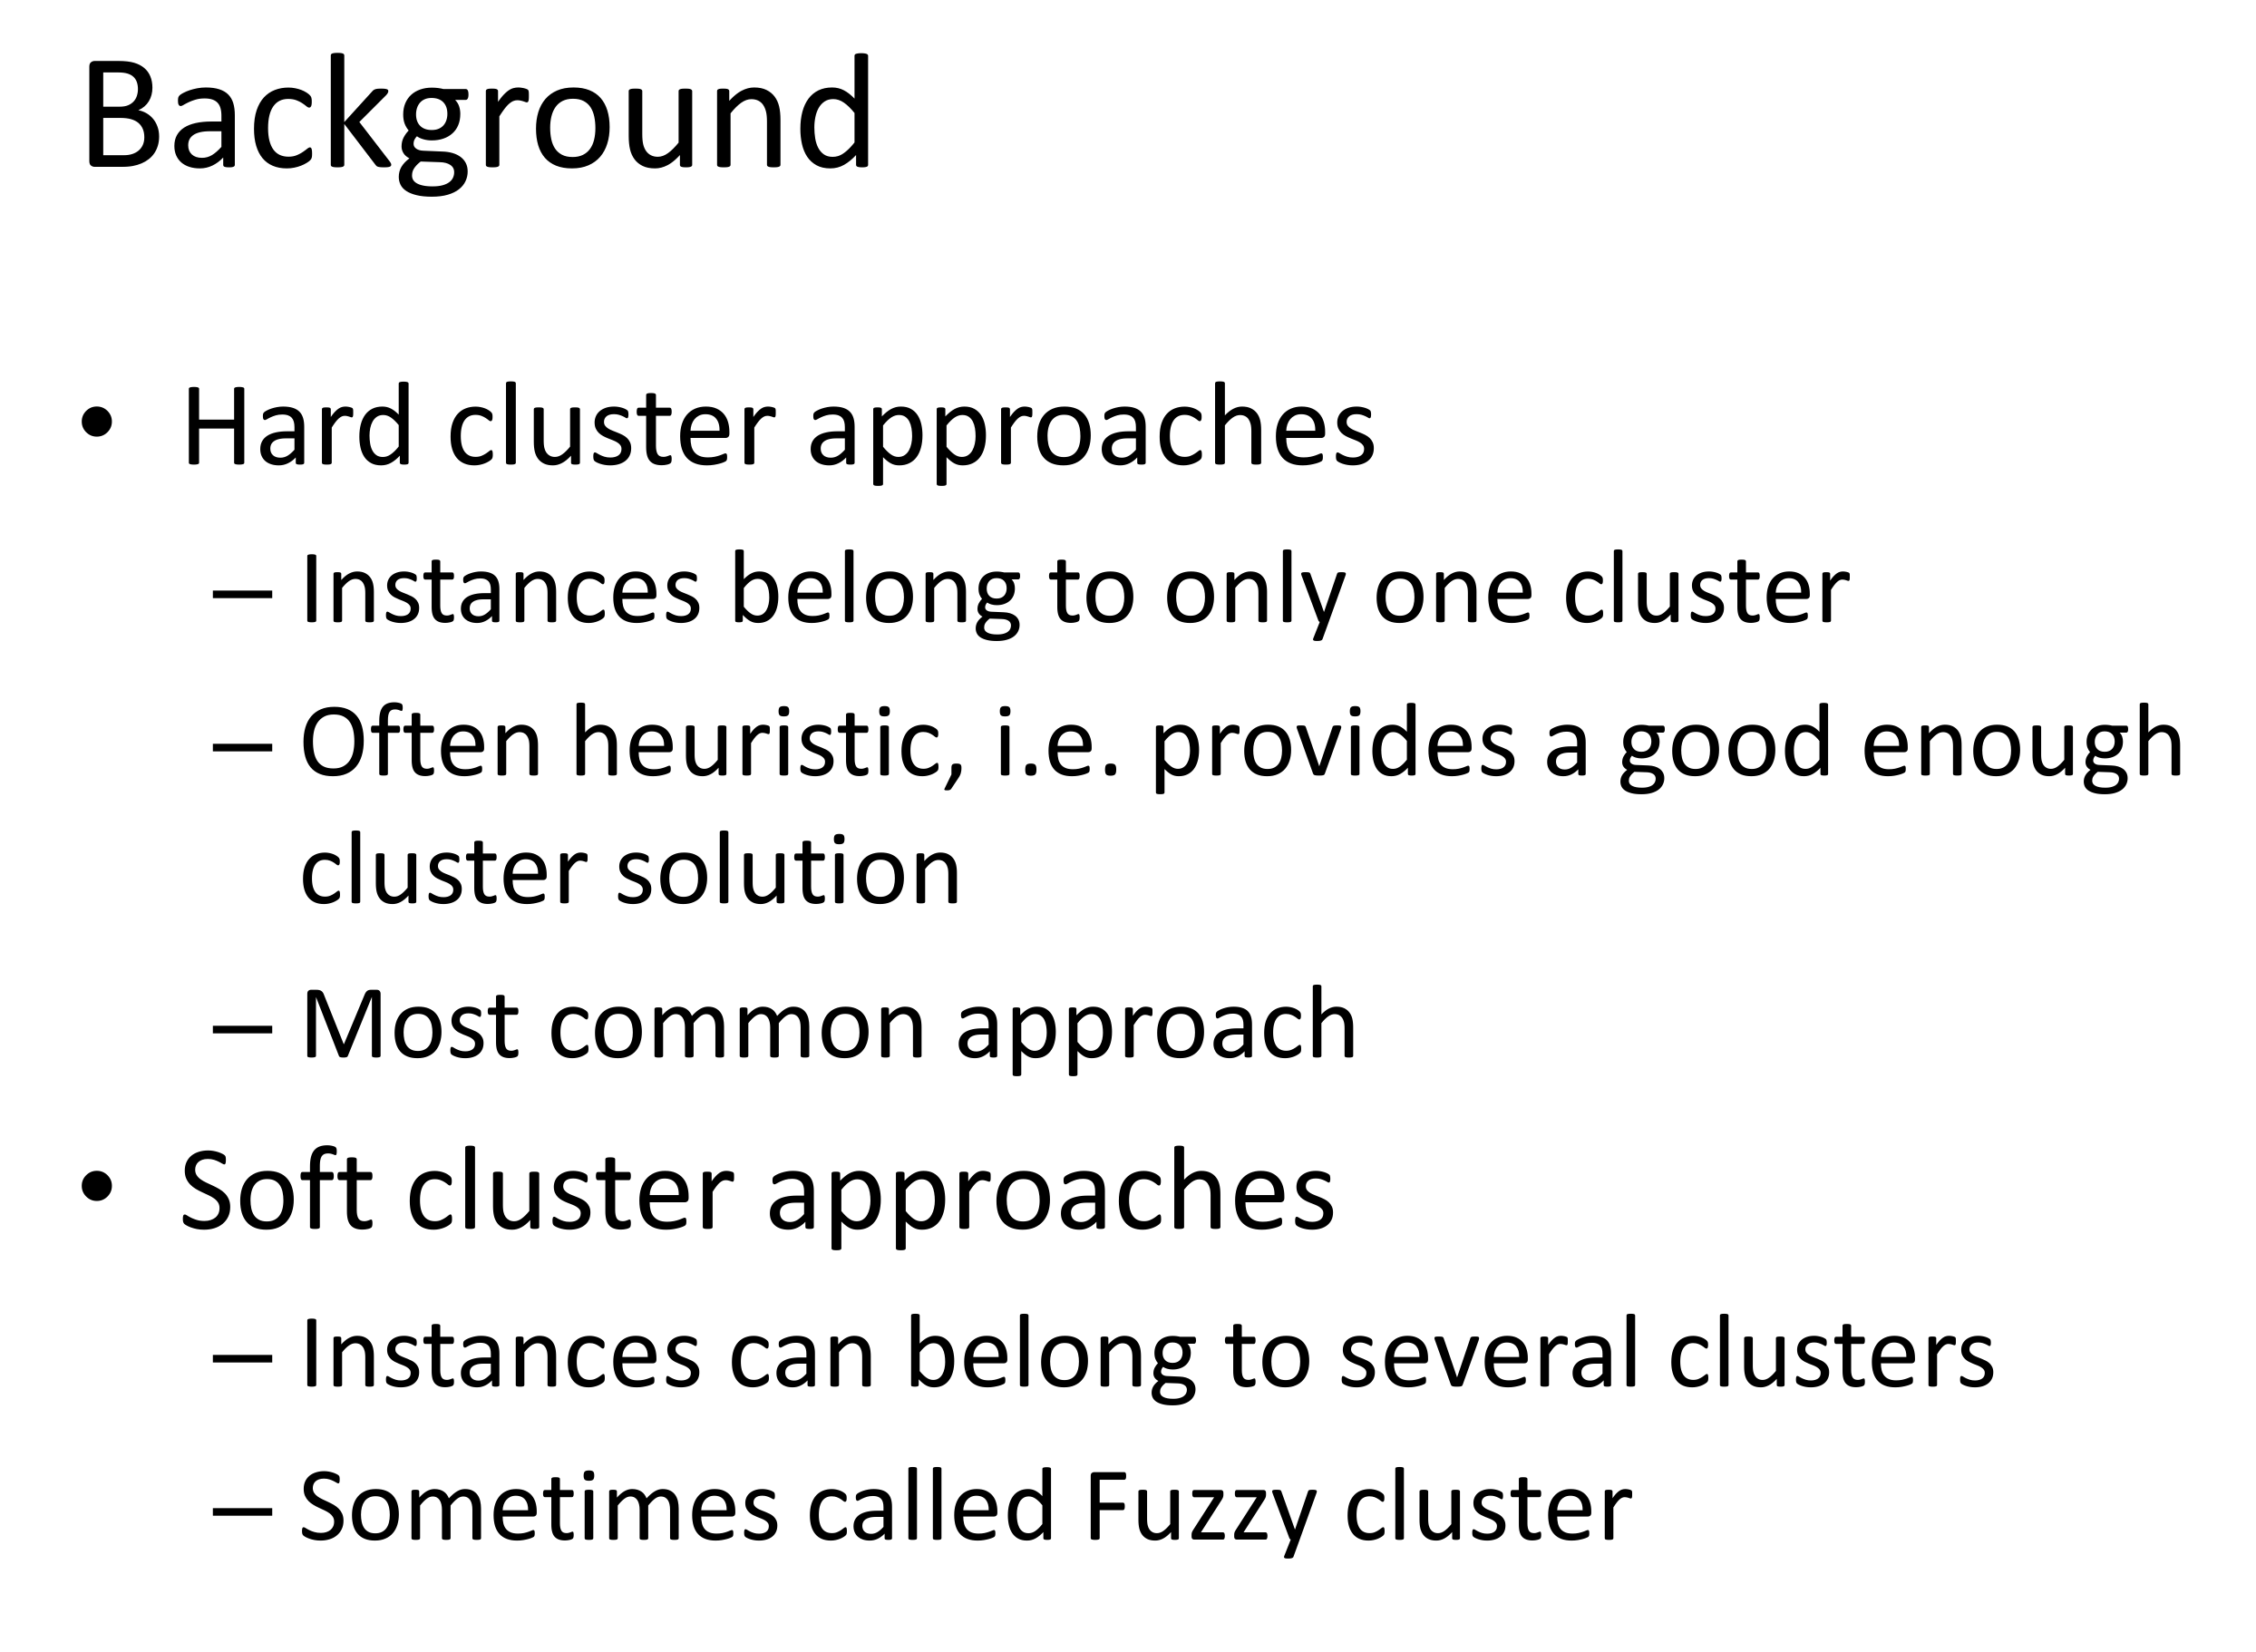 Background
• Hard cluster approaches
– Instances belong to only one cluster
– Often heuristic, i.e. provides a good enough
cluster solution
– Most common approach
• Soft cluster approaches
– Instances can belong to several clusters
– Sometimes called Fuzzy cluster